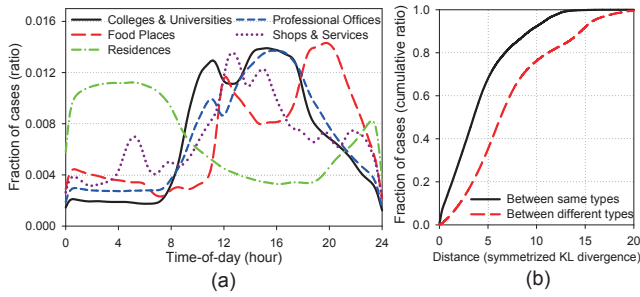 Colleges & Universities
Food Places
Residences
Professional Offices
Shops & Services
0.016
0.012
0.008
0.004
0.000
Fraction of cases (ratio)
0 4 8 12 16 20 24
Time-of-day (hour)
(a)
1.0
0.8
0.6
0.4
0.2
0.0
Fraction of cases (cumulative ratio)
Between same types
Between different types
0 5 10 15 20
Distance (symmetrized KL divergence)
(b)